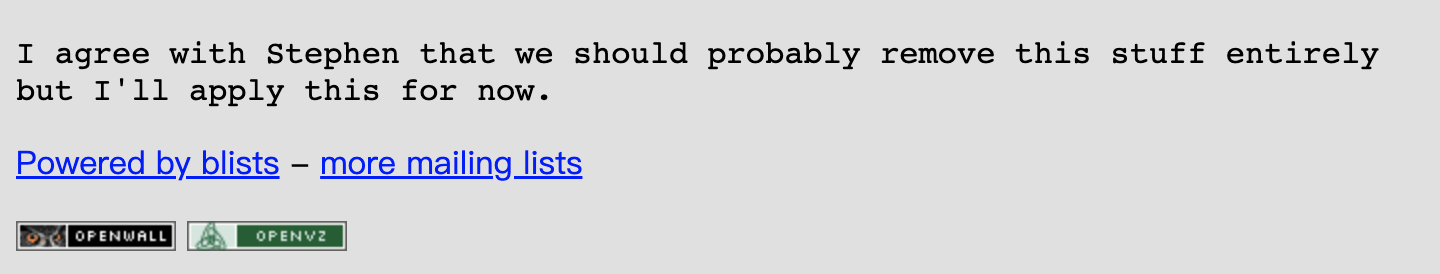 I agree with Stephen that we should probably remove this stuff entirely
but I'll apply this for now.
Powered by blists – more mailing lists
OPENWALL OPENVZ